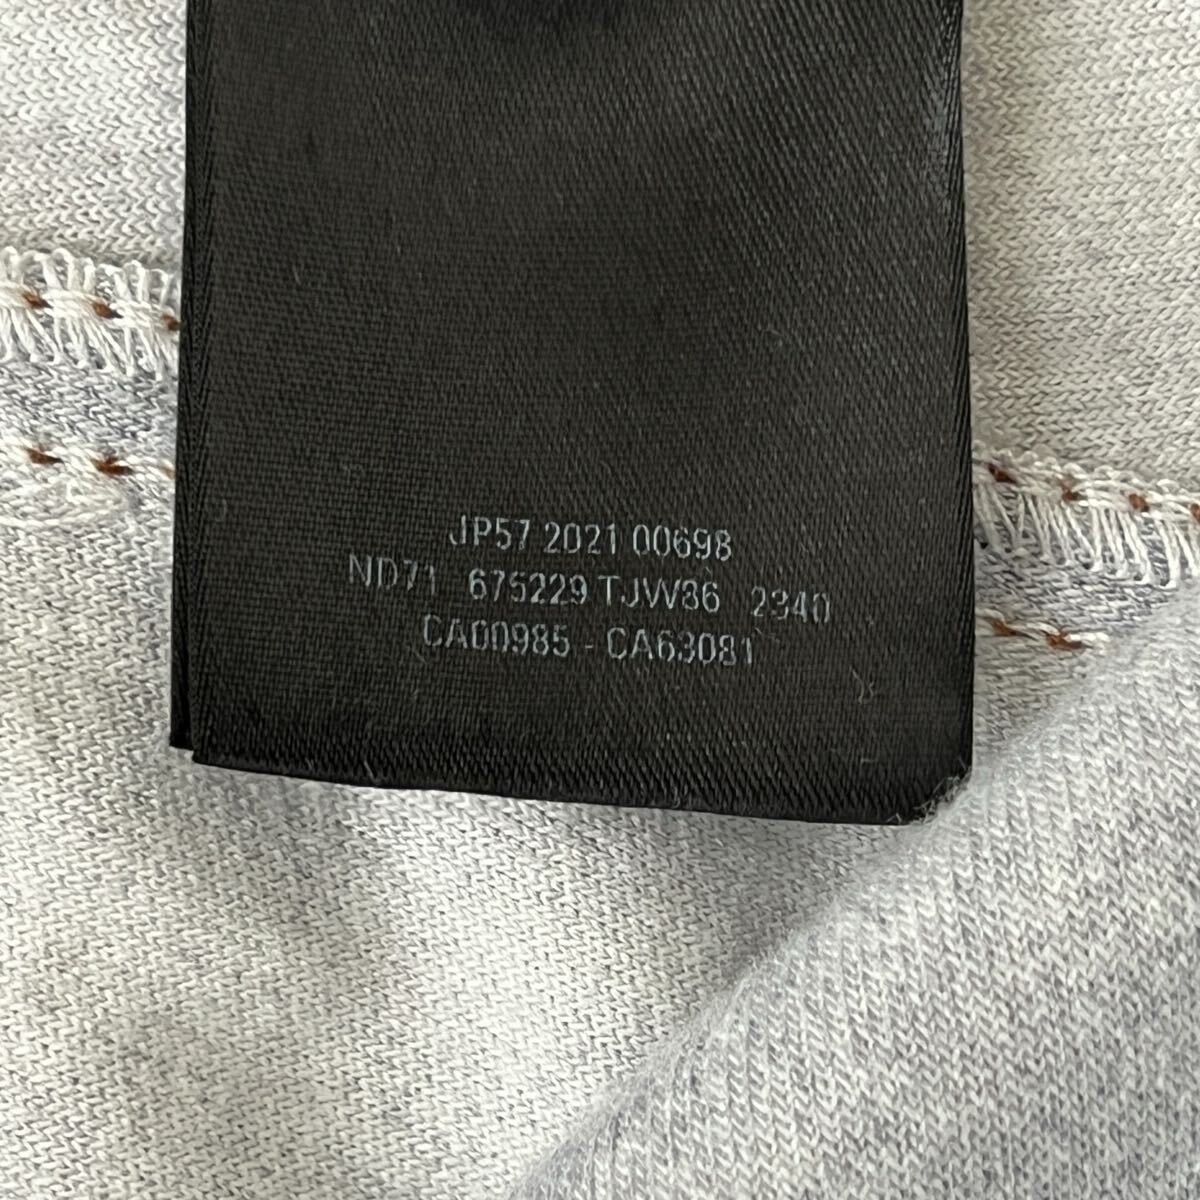 JP57 2021 00698
ND71 675229 TJW36 2340
CA00985 - CA63081